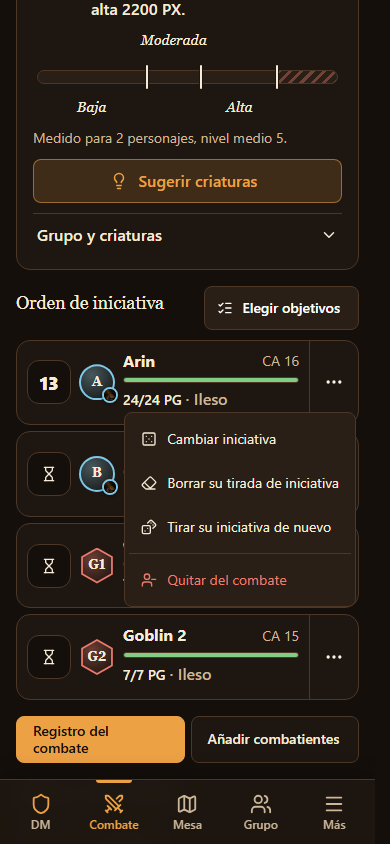 alta 2200 PX.
Moderada
Baja
Alta
Medido para 2 personajes, nivel medio 5.
Sugerir criaturas
Grupo y criaturas
Orden de iniciativa
Elegir objetivos
13
A
Arin
CA 16
24/24 PG · Ileso
B
Cambiar iniciativa
Borrar su tirada de iniciativa
Tirar su iniciativa de nuevo
G1
Quitar del combate
G2
Goblin 2
CA 15
7/7 PG · Ileso
Registro del
combate
Añadir combatientes
DM
Combate
Mesa
Grupo
Más